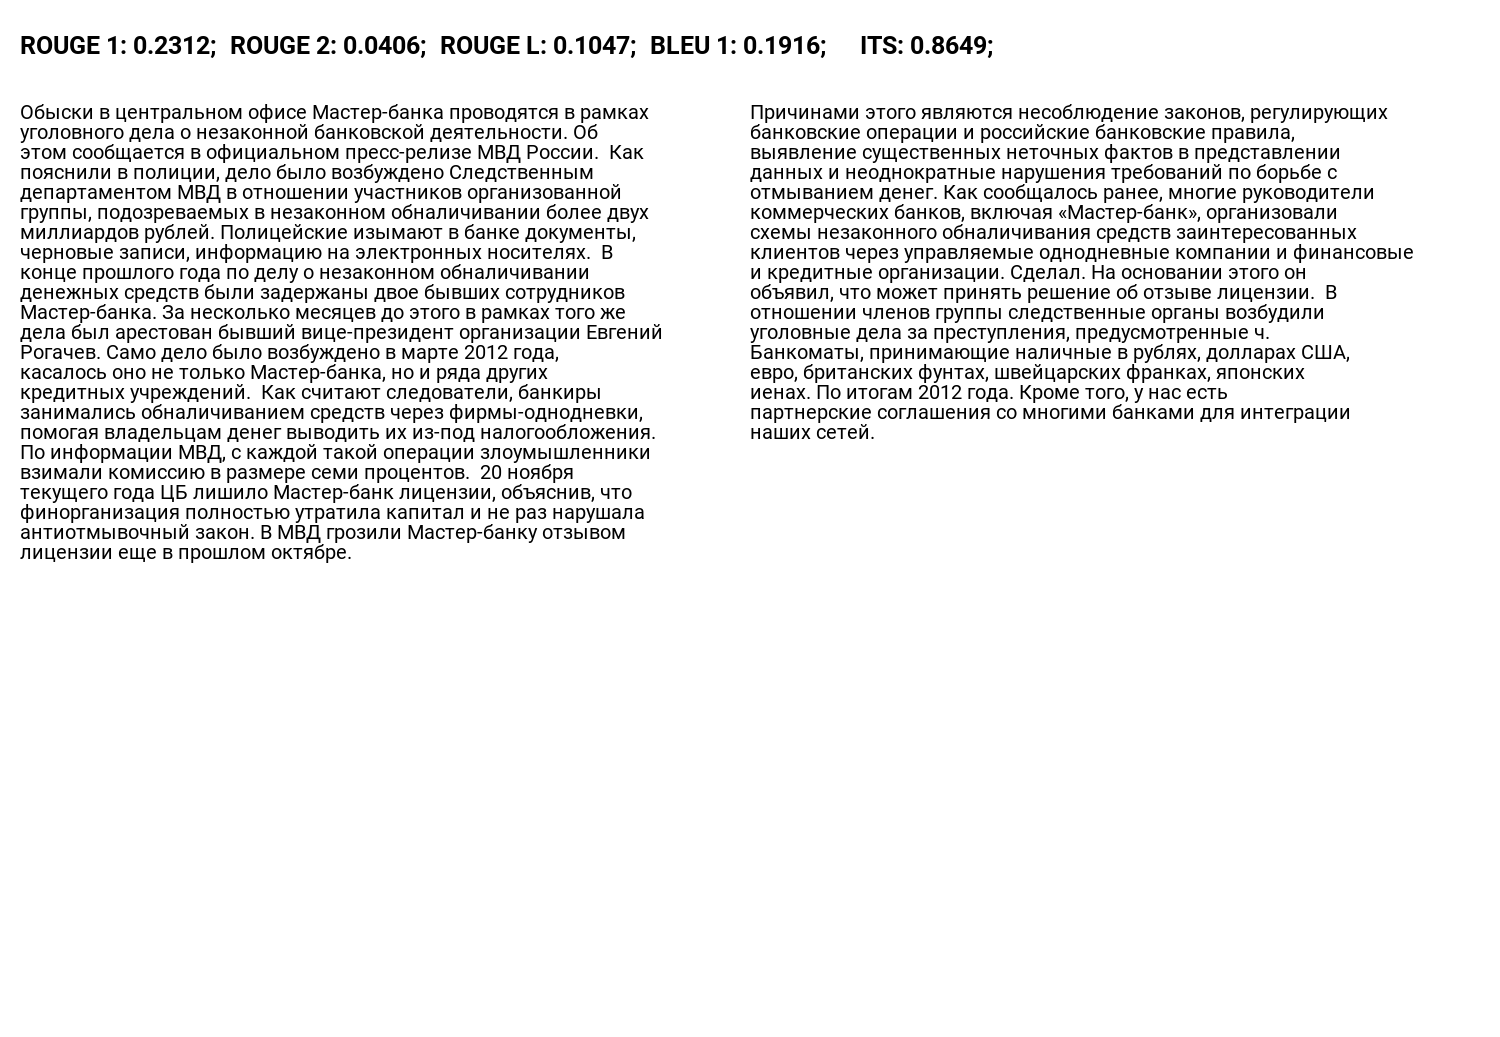 ROUGE 1: 0.2312;  ROUGE 2: 0.0406;  ROUGE L: 0.1047;  BLEU 1: 0.1916;     ITS: 0.8649;
Обыски в центральном офисе Мастер-банка проводятся в рамках
уголовного дела о незаконной банковской деятельности. Об
этом сообщается в официальном пресс-релизе МВД России.  Как
пояснили в полиции, дело было возбуждено Следственным
департаментом МВД в отношении участников организованной
группы, подозреваемых в незаконном обналичивании более двух
миллиардов рублей. Полицейские изымают в банке документы,
черновые записи, информацию на электронных носителях.  В
конце прошлого года по делу о незаконном обналичивании
денежных средств были задержаны двое бывших сотрудников
Мастер-банка. За несколько месяцев до этого в рамках того же
дела был арестован бывший вице-президент организации Евгений
Рогачев. Само дело было возбуждено в марте 2012 года,
касалось оно не только Мастер-банка, но и ряда других
кредитных учреждений.  Как считают следователи, банкиры
занимались обналичиванием средств через фирмы-однодневки,
помогая владельцам денег выводить их из-под налогообложения.
По информации МВД, с каждой такой операции злоумышленники
взимали комиссию в размере семи процентов.  20 ноября
текущего года ЦБ лишило Мастер-банк лицензии, объяснив, что
финорганизация полностью утратила капитал и не раз нарушала
антиотмывочный закон. В МВД грозили Мастер-банку отзывом
лицензии еще в прошлом октябре.
Причинами этого являются несоблюдение законов, регулирующих
банковские операции и российские банковские правила,
выявление существенных неточных фактов в представлении
данных и неоднократные нарушения требований по борьбе с
отмыванием денег. Как сообщалось ранее, многие руководители
коммерческих банков, включая «Мастер-банк», организовали
схемы незаконного обналичивания средств заинтересованных
клиентов через управляемые однодневные компании и финансовые
и кредитные организации. Сделал. На основании этого он
объявил, что может принять решение об отзыве лицензии.  В
отношении членов группы следственные органы возбудили
уголовные дела за преступления, предусмотренные ч.
Банкоматы, принимающие наличные в рублях, долларах США,
евро, британских фунтах, швейцарских франках, японских
иенах. По итогам 2012 года. Кроме того, у нас есть
партнерские соглашения со многими банками для интеграции
наших сетей.